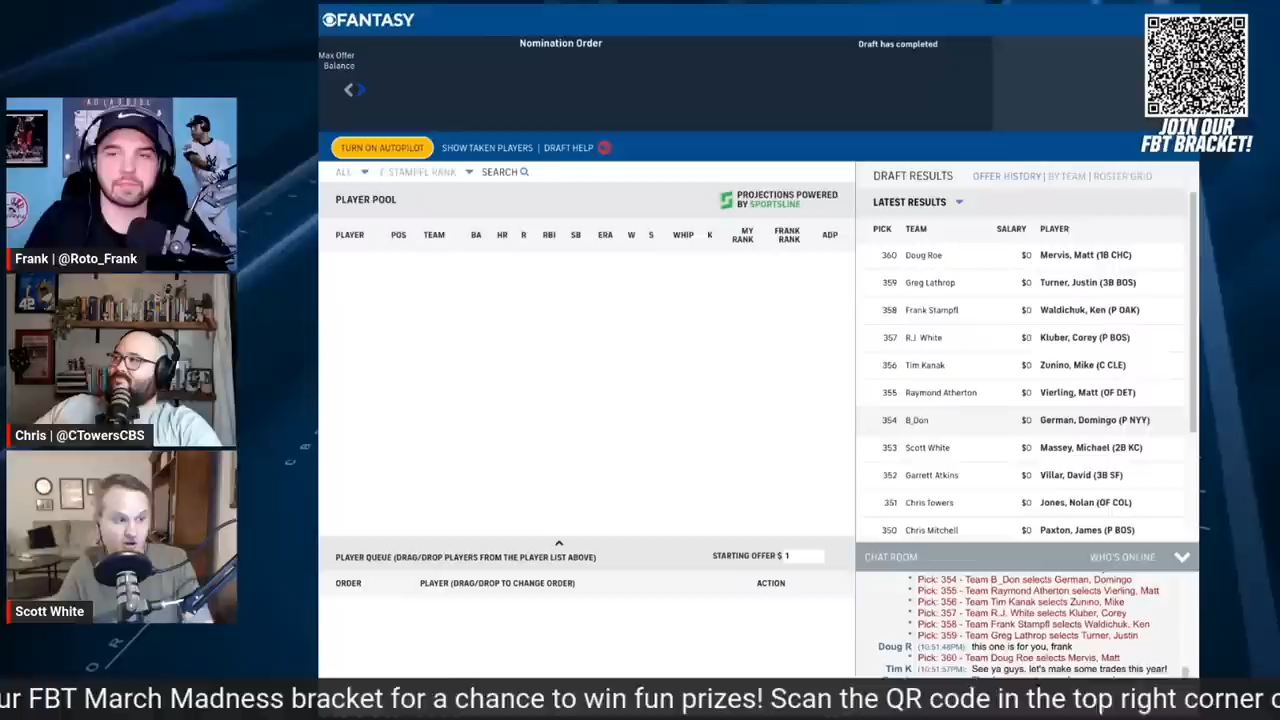 FANTASY
Nomination Order
Draft has completed
Max Offer
Balance
JOIN OUR
FBT BRACKET!
TURN ON AUTOPILOT
SHOW TAKEN PLAYERS | DRAFT HELP
ALL
STAMPFL RANK
SEARCH
PLAYER POOL
PROJECTIONS POWERED
BY SPORTSLINE
PLAYER POS TEAM BA HR R RBI SB ERA W S WHIP K MY RANK FRANK RANK ADP
DRAFT RESULTS
OFFER HISTORY | BY TEAM | ROSTER GRID
LATEST RESULTS
PICK TEAM SALARY PLAYER
360 Doug Roe $0 Mervis, Matt (1B CHC)
359 Greg Lathrop $0 Turner, Justin (3B BOS)
358 Frank Stampfl $0 Waldichuk, Ken (P OAK)
357 R.J. White $0 Kluber, Corey (P BOS)
356 Tim Kanak $0 Zunino, Mike (C CLE)
355 Raymond Atherton $0 Vierling, Matt (OF DET)
354 B_Don $0 German, Domingo (P NYY)
353 Scott White $0 Massey, Michael (2B KC)
352 Garrett Atkins $0 Villar, David (3B SF)
351 Chris Towers $0 Jones, Nolan (OF COL)
350 Chris Mitchell $0 Paxton, James (P BOS)
PLAYER QUEUE (DRAG/DROP PLAYERS FROM THE PLAYER LIST ABOVE)
STARTING OFFER $ 1
ORDER PLAYER (DRAG/DROP TO CHANGE ORDER) ACTION
CHAT ROOM
WHO'S ONLINE
* Pick: 354 - Team B_Don selects German, Domingo
* Pick: 355 - Team Raymond Atherton selects Vierling, Matt
* Pick: 356 - Team Tim Kanak selects Zunino, Mike
* Pick: 357 - Team R.J. White selects Kluber, Corey
* Pick: 358 - Team Frank Stampfl selects Waldichuk, Ken
* Pick: 359 - Team Greg Lathrop selects Turner, Justin
Doug R (10:51:48PM): this one is for you, frank
* Pick: 360 - Team Doug Roe selects Mervis, Matt
Tim K (10:51:57PM): See ya guys. let's make some trades this year!
Frank | @Roto_Frank
42
Chris | @CTowersCBS
Scott White
ur FBT March Madness bracket for a chance to win fun prizes! Scan the QR code in the top right corner